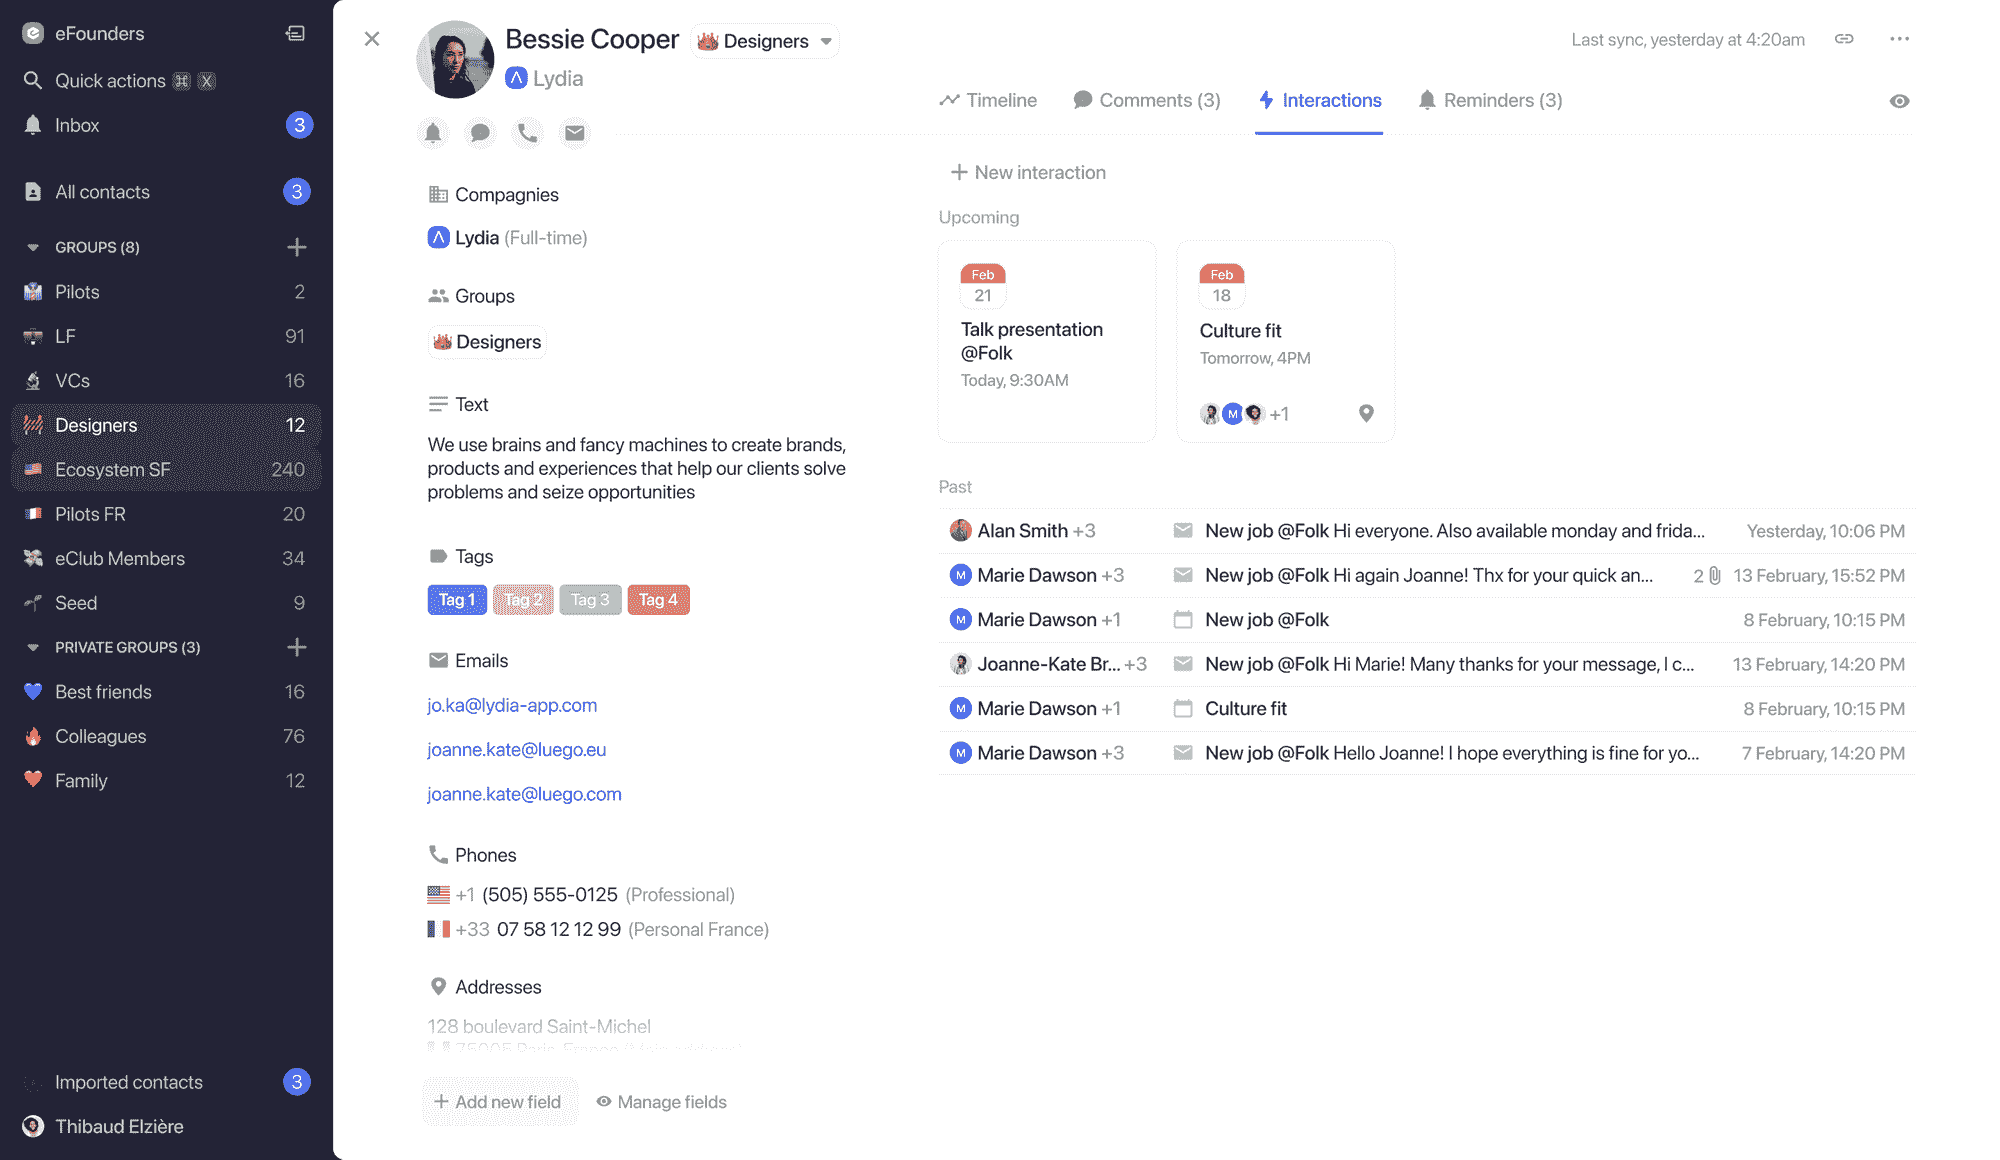 eFounders
Quick actions ⌘ X
Inbox 3
All contacts 3
GROUPS (8)
Pilots 2
LF 91
VCs 16
Designers 12
Ecosystem SF 240
Pilots FR 20
eClub Members 34
Seed 9
PRIVATE GROUPS (3)
Best friends 16
Colleagues 76
Family 12
Imported contacts 3
Thibaud Elzière
Bessie Cooper Designers
Lydia
Compagnies
Lydia (Full-time)
Groups
Designers
Text
We use brains and fancy machines to create brands,
products and experiences that help our clients solve
problems and seize opportunities
Tags
Tag 1 Tag 2 Tag 3 Tag 4
Emails
jo.ka@lydia-app.com
joanne.kate@luego.eu
joanne.kate@luego.com
Phones
+1 (505) 555-0125 (Professional)
+33 07 58 12 12 99 (Personal France)
Addresses
128 boulevard Saint-Michel
75005 Paris, France
Add new field Manage fields
Last sync, yesterday at 4:20am
Timeline Comments (3) Interactions Reminders (3)
New interaction
Upcoming
Feb
21
Talk presentation
@Folk
Today, 9:30AM
Feb
18
Culture fit
Tomorrow, 4PM
M +1
Past
Alan Smith +3 New job @Folk Hi everyone. Also available monday and frida... Yesterday, 10:06 PM
M Marie Dawson +3 New job @Folk Hi again Joanne! Thx for your quick an... 2 13 February, 15:52 PM
M Marie Dawson +1 New job @Folk 8 February, 10:15 PM
Joanne-Kate Br... +3 New job @Folk Hi Marie! Many thanks for your message, I c... 13 February, 14:20 PM
M Marie Dawson +1 Culture fit 8 February, 10:15 PM
M Marie Dawson +3 New job @Folk Hello Joanne! I hope everything is fine for yo... 7 February, 14:20 PM